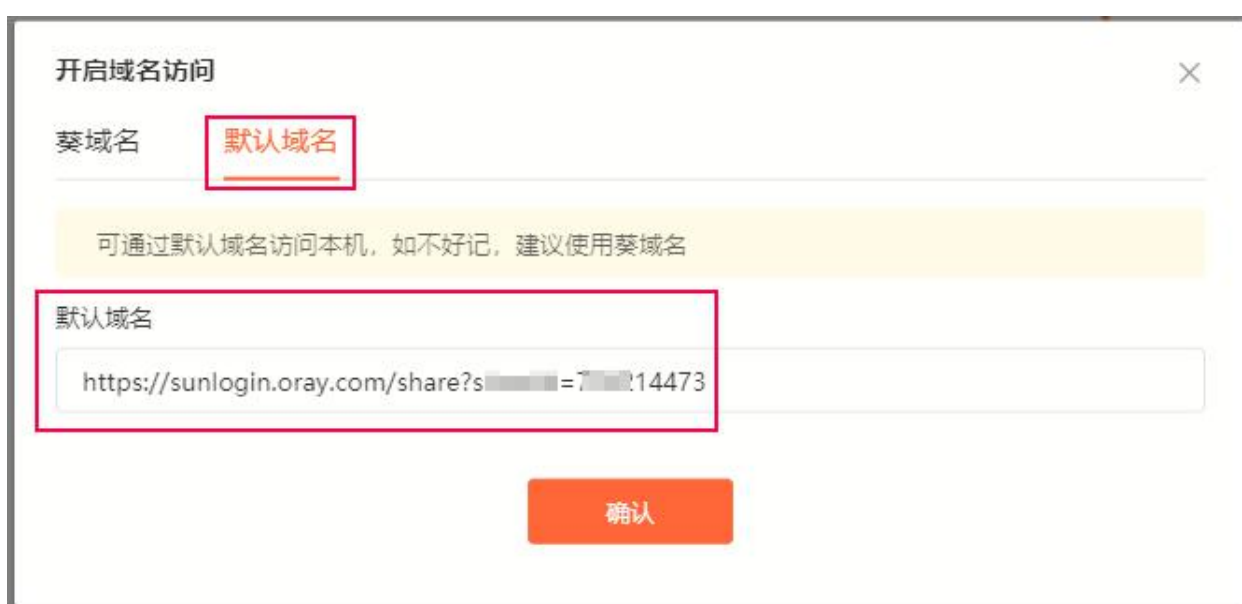 开启域名访问
葵域名 默认域名
可通过默认域名访问本机，如不好记，建议使用葵域名
默认域名
https://sunlogin.oray.com/share?s =7 14473
确认